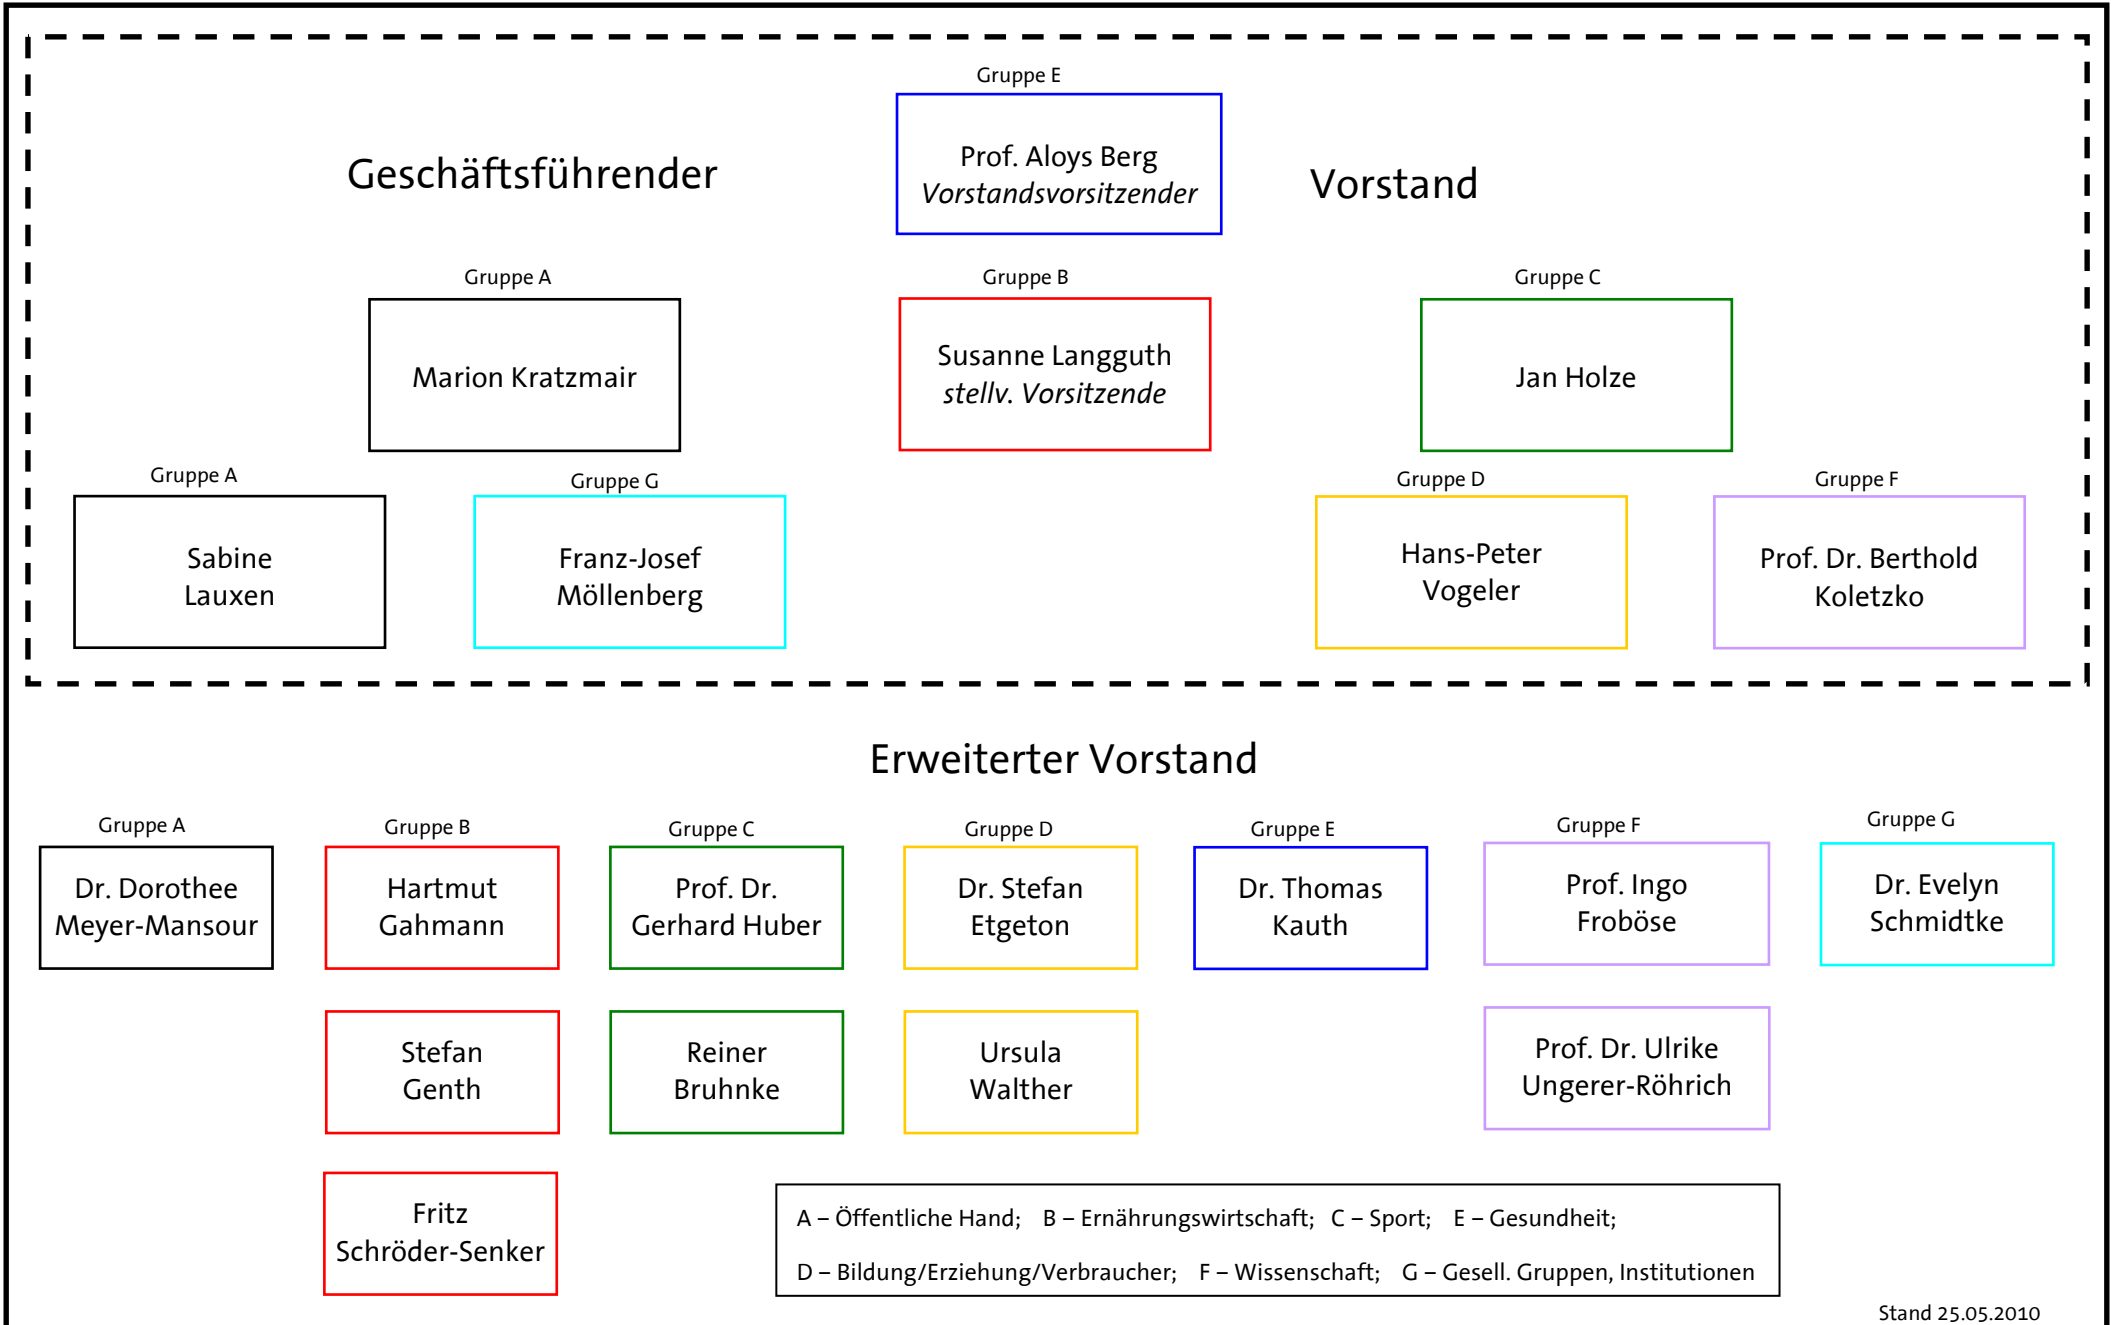 Gruppe E
Prof. Aloys Berg
Vorstandsvorsitzender
Geschäftsführender
Vorstand
Gruppe A
Marion Kratzmair
Gruppe B
Susanne Langguth
stellv. Vorsitzende
Gruppe C
Jan Holze
Gruppe A
Sabine
Lauxen
Gruppe G
Franz-Josef
Möllenberg
Gruppe D
Hans-Peter
Vogeler
Gruppe F
Prof. Dr. Berthold
Koletzko
Erweiterter Vorstand
Gruppe A
Dr. Dorothee
Meyer-Mansour
Gruppe B
Hartmut
Gahmann
Stefan
Genth
Fritz
Schröder-Senker
Gruppe C
Prof. Dr.
Gerhard Huber
Reiner
Bruhnke
Gruppe D
Dr. Stefan
Etgeton
Ursula
Walther
Gruppe E
Dr. Thomas
Kauth
Gruppe F
Prof. Ingo
Froböse
Prof. Dr. Ulrike
Ungerer-Röhrich
Gruppe G
Dr. Evelyn
Schmidtke
A – Öffentliche Hand; B – Ernährungswirtschaft; C – Sport; E – Gesundheit;
D – Bildung/Erziehung/Verbraucher; F – Wissenschaft; G – Gesell. Gruppen, Institutionen
Stand 25.05.2010